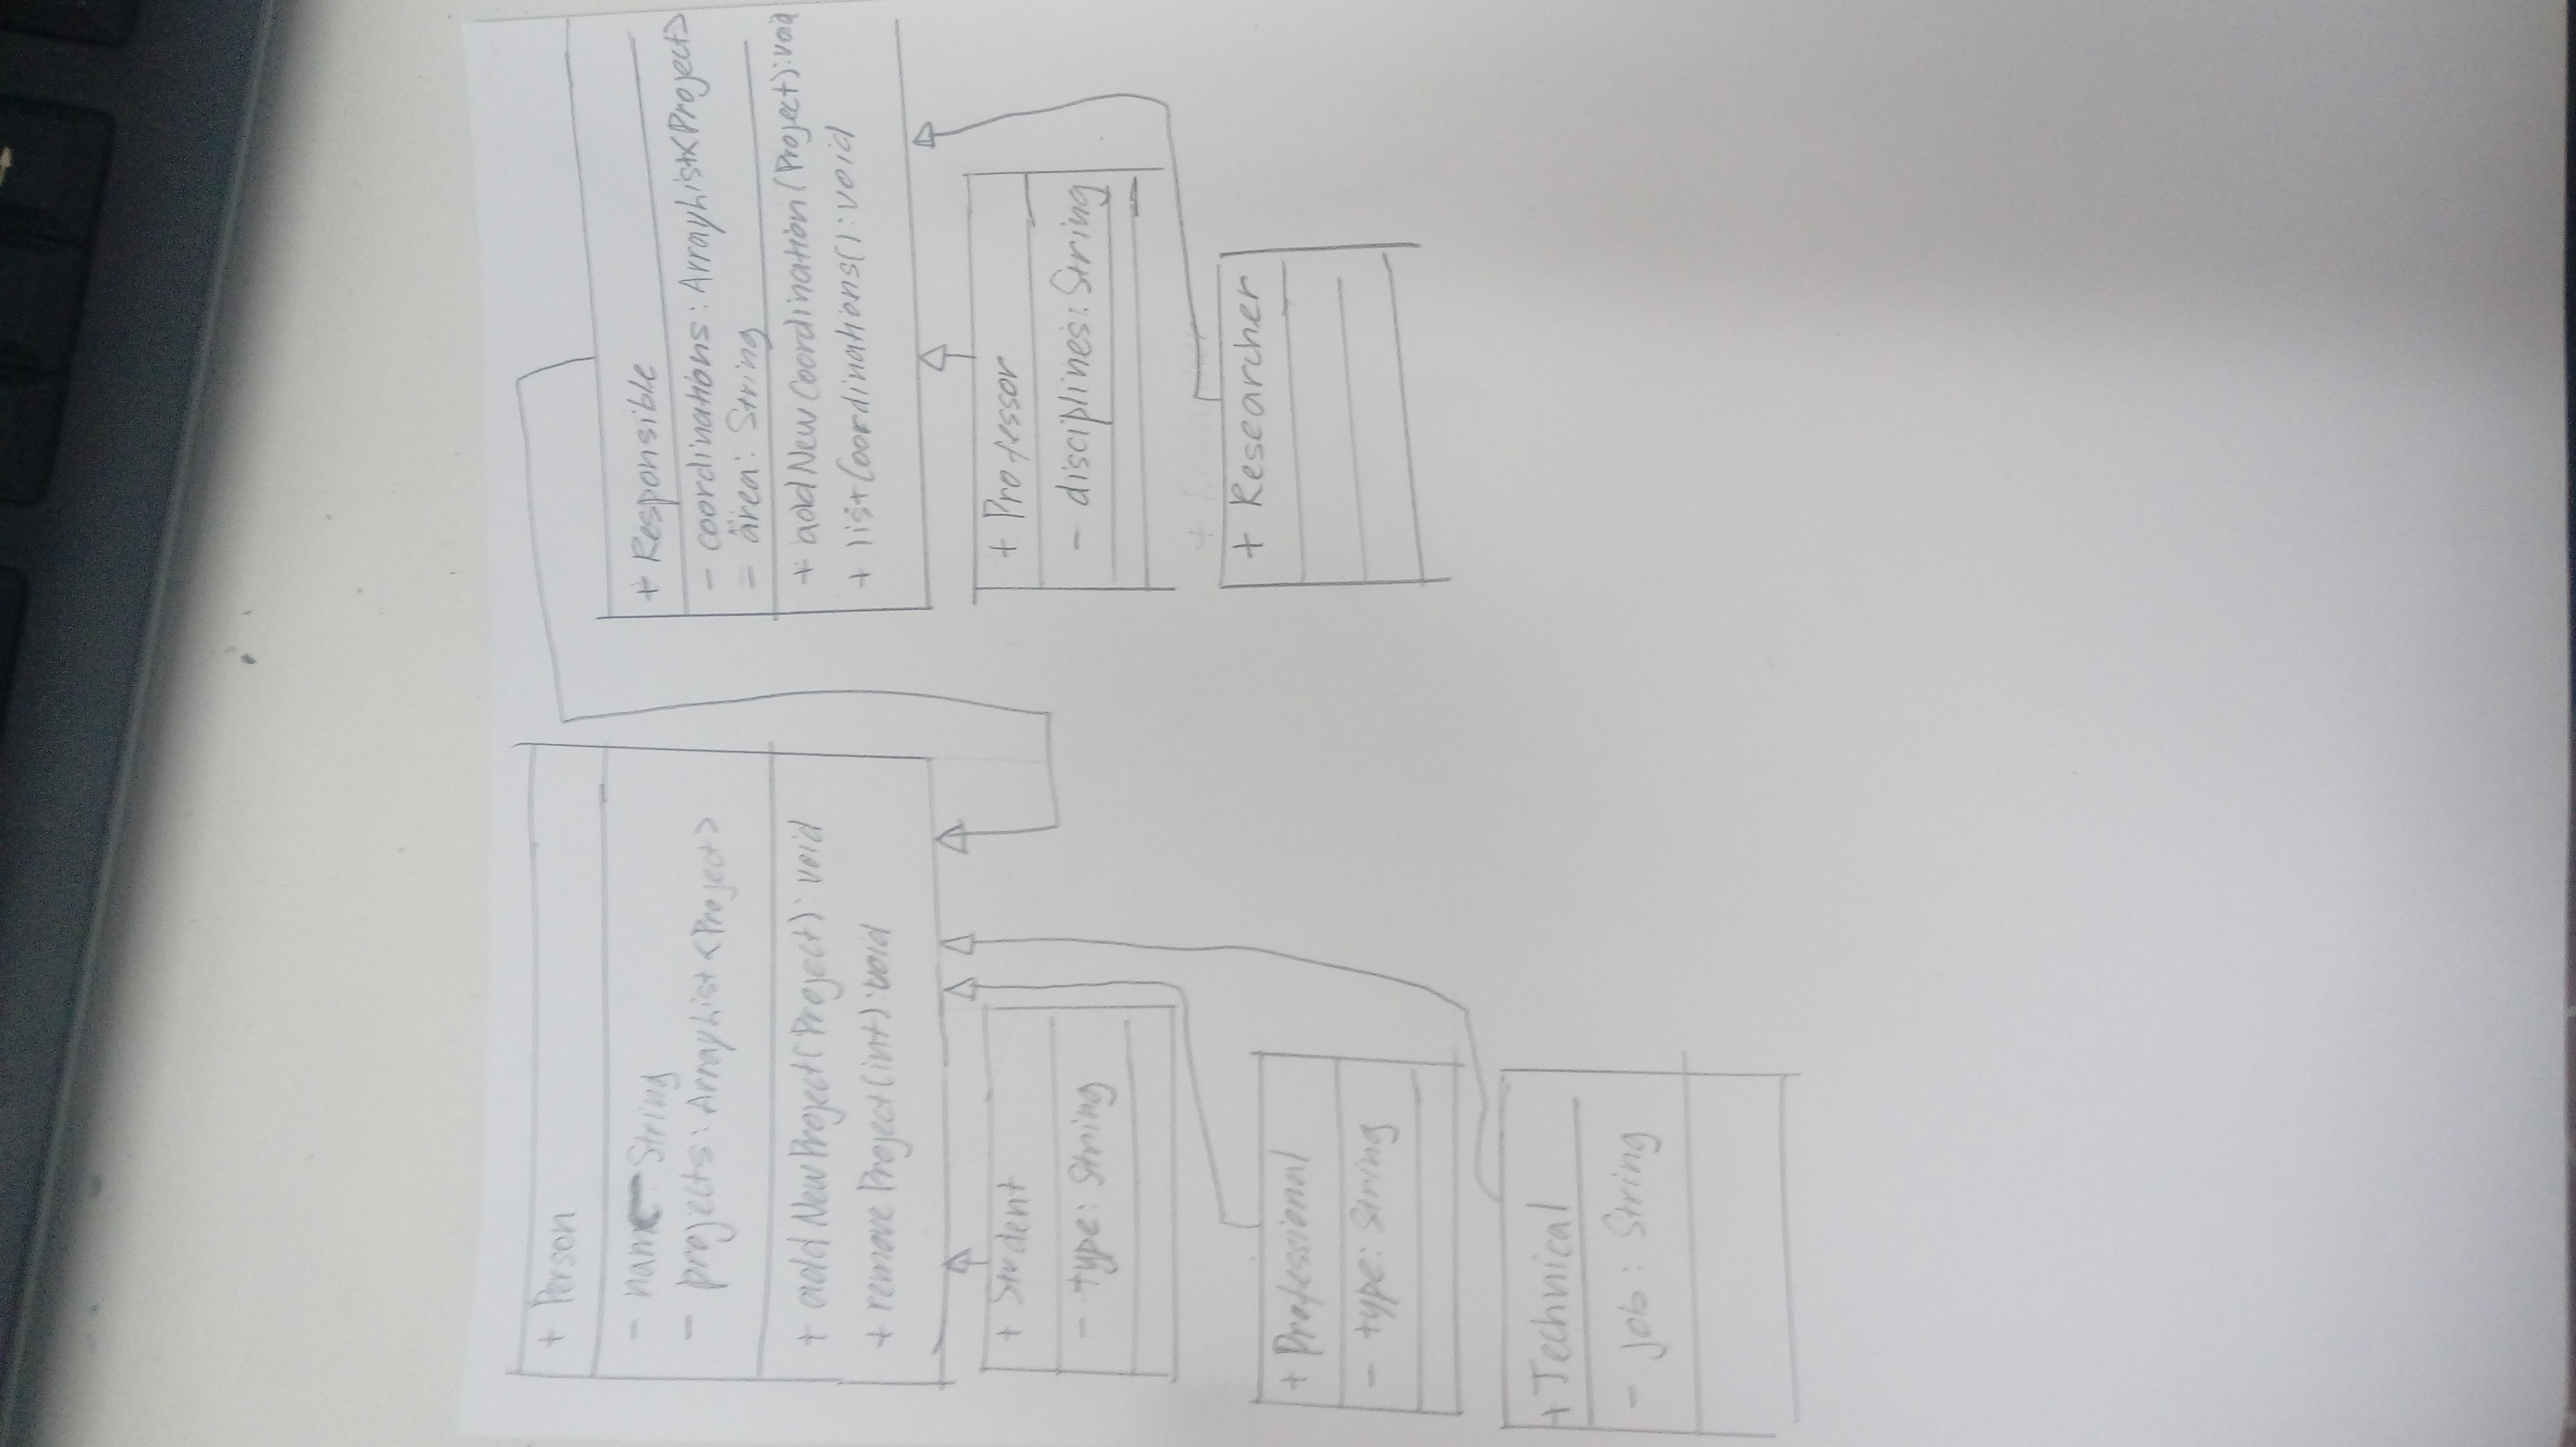 + Person
- name String
- projects: ArrayList<Project>
+ addNewProject(Project): void
+ removeProject(int): void
+ Student
- type: String
+ Professional
- type: String
+ Technical
- job: String
+ Responsible
- coordinations: ArrayList<Project>
- área: String
+ addNewCoordination(Project): void
+ listCoordinations(): void
+ Professor
- disciplines: String
+ Researcher